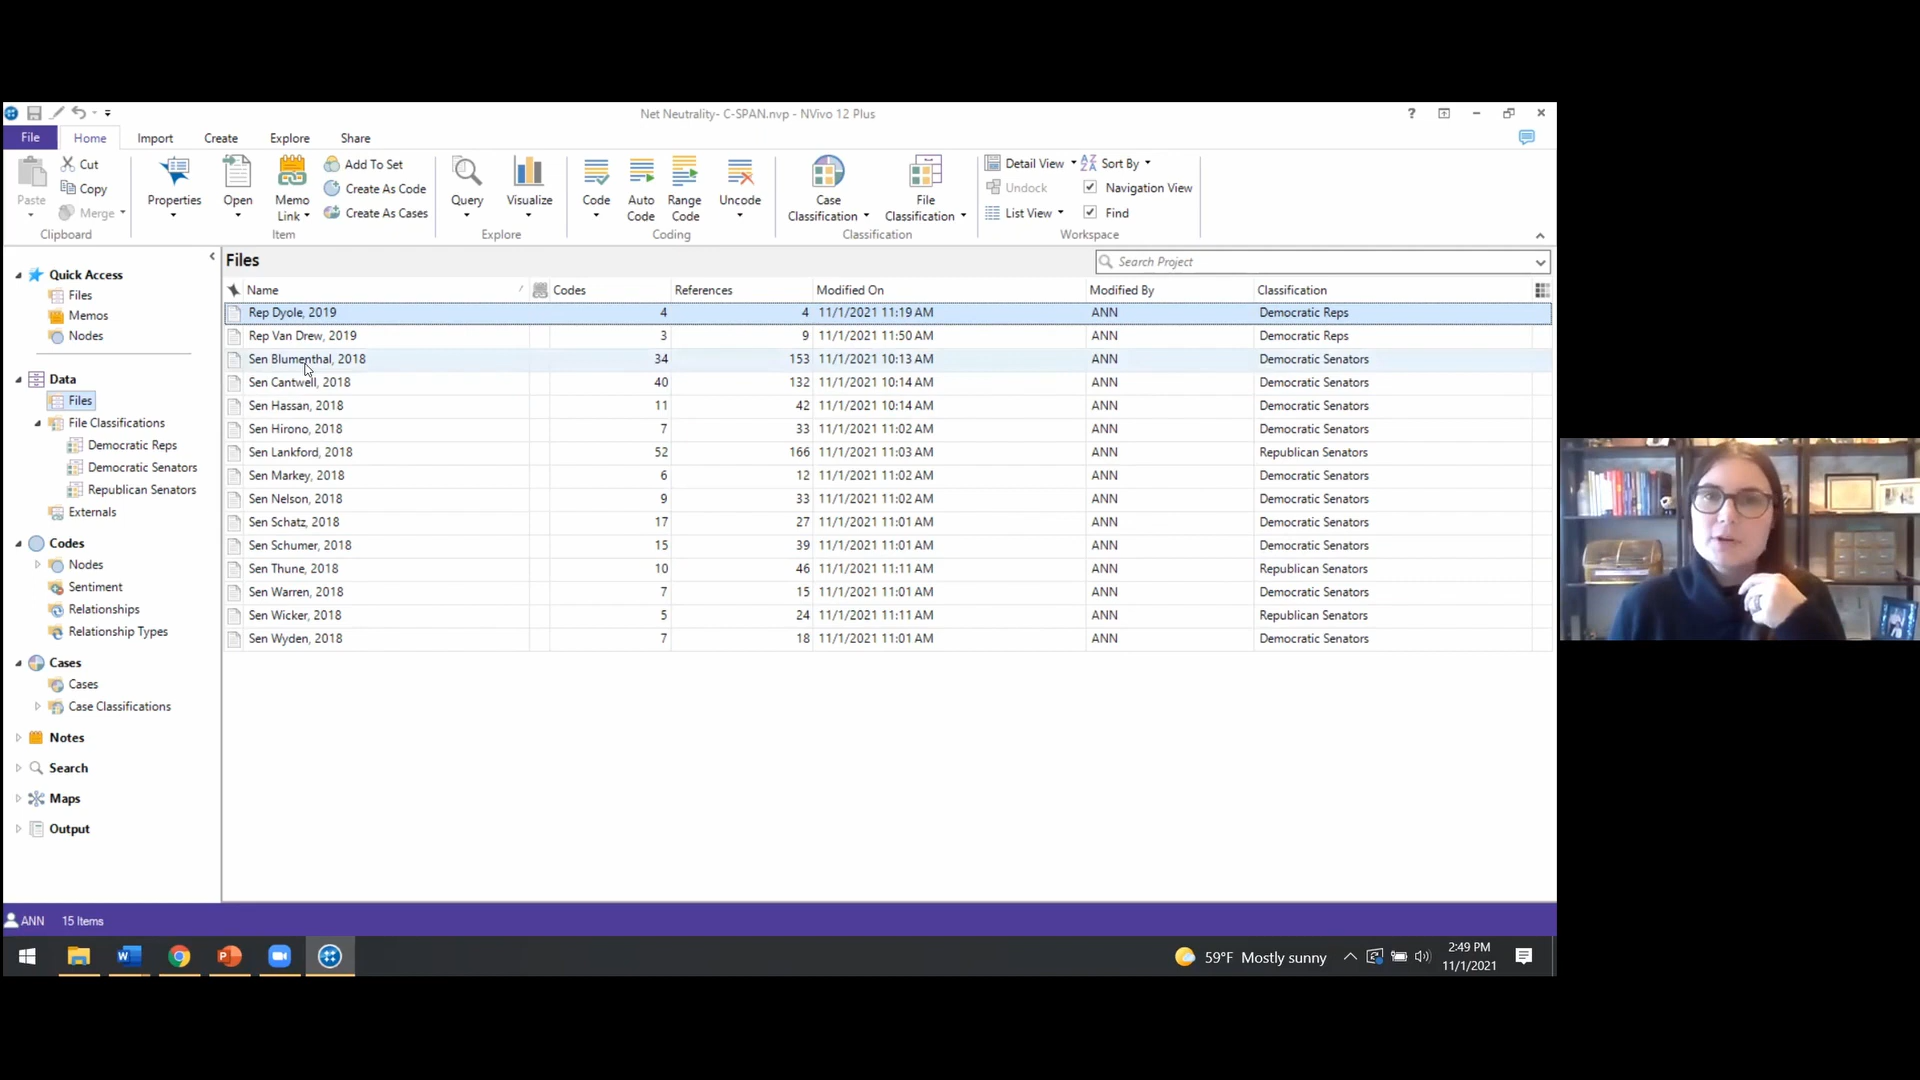 Net Neutrality- C-SPAN.nvp - NVivo 12 Plus
File Home Import Create Explore Share
Paste
Cut
Copy
Merge
Clipboard
Properties
Open
Memo Link
Add To Set
Create As Code
Create As Cases
Item
Query
Visualize
Explore
Code
Auto Code
Range Code
Uncode
Coding
Case Classification
File Classification
Classification
Detail View
Undock
List View
Sort By
Navigation View
Find
Workspace
Quick Access
Files
Memos
Nodes
Data
Files
File Classifications
Democratic Reps
Democratic Senators
Republican Senators
Externals
Codes
Nodes
Sentiment
Relationships
Relationship Types
Cases
Cases
Case Classifications
Notes
Search
Maps
Output
Files
Search Project
Name Codes References Modified On Modified By Classification
Rep Dyole, 2019 4 4 11/1/2021 11:19 AM ANN Democratic Reps
Rep Van Drew, 2019 3 9 11/1/2021 11:50 AM ANN Democratic Reps
Sen Blumenthal, 2018 34 153 11/1/2021 10:13 AM ANN Democratic Senators
Sen Cantwell, 2018 40 132 11/1/2021 10:14 AM ANN Democratic Senators
Sen Hassan, 2018 11 42 11/1/2021 10:14 AM ANN Democratic Senators
Sen Hirono, 2018 7 33 11/1/2021 11:02 AM ANN Democratic Senators
Sen Lankford, 2018 52 166 11/1/2021 11:03 AM ANN Republican Senators
Sen Markey, 2018 6 12 11/1/2021 11:02 AM ANN Democratic Senators
Sen Nelson, 2018 9 33 11/1/2021 11:02 AM ANN Democratic Senators
Sen Schatz, 2018 17 27 11/1/2021 11:01 AM ANN Democratic Senators
Sen Schumer, 2018 15 39 11/1/2021 11:01 AM ANN Democratic Senators
Sen Thune, 2018 10 46 11/1/2021 11:11 AM ANN Republican Senators
Sen Warren, 2018 7 15 11/1/2021 11:01 AM ANN Democratic Senators
Sen Wicker, 2018 5 24 11/1/2021 11:11 AM ANN Republican Senators
Sen Wyden, 2018 7 18 11/1/2021 11:01 AM ANN Democratic Senators
ANN 15 Items
59°F Mostly sunny
2:49 PM
11/1/2021